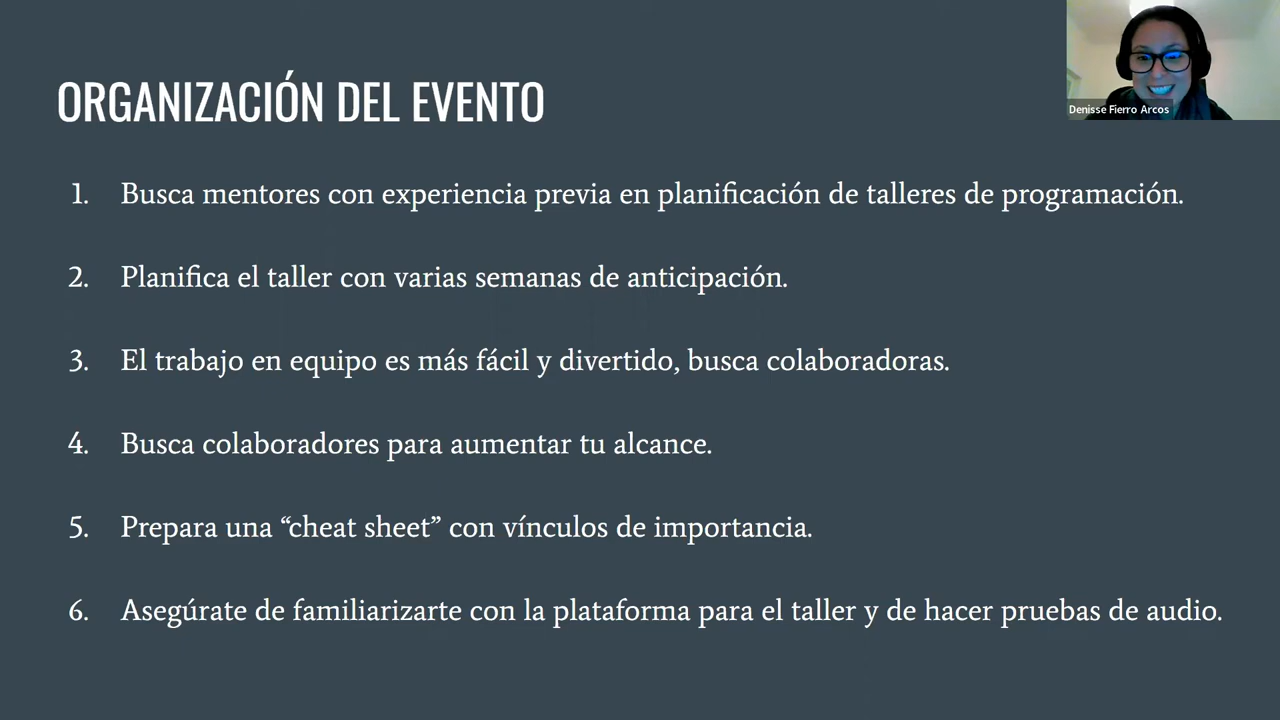 Denisse Fierro Arcos
ORGANIZACIÓN DEL EVENTO
1. Busca mentores con experiencia previa en planificación de talleres de programación.
2. Planifica el taller con varias semanas de anticipación.
3. El trabajo en equipo es más fácil y divertido, busca colaboradoras.
4. Busca colaboradores para aumentar tu alcance.
5. Prepara una “cheat sheet” con vínculos de importancia.
6. Asegúrate de familiarizarte con la plataforma para el taller y de hacer pruebas de audio.